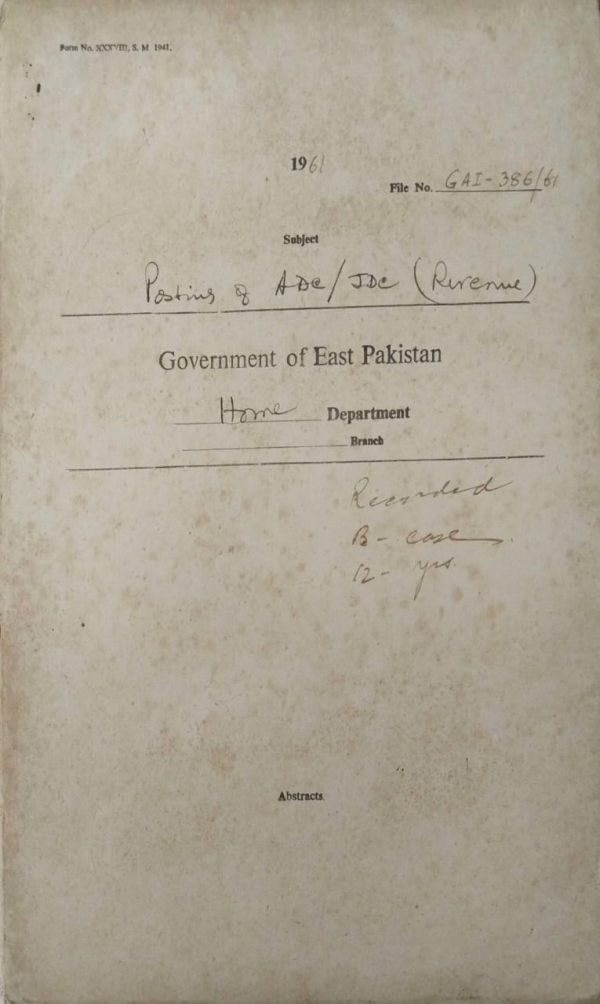 Form No. XXXVIII, S. M 1941.
1961
File No. GAI-386/61
Subject
Posting of ADC/JDC (Revenue)
Government of East Pakistan
Home Department
Branch
Recorded
B- case.
12- yrs.
Abstracts